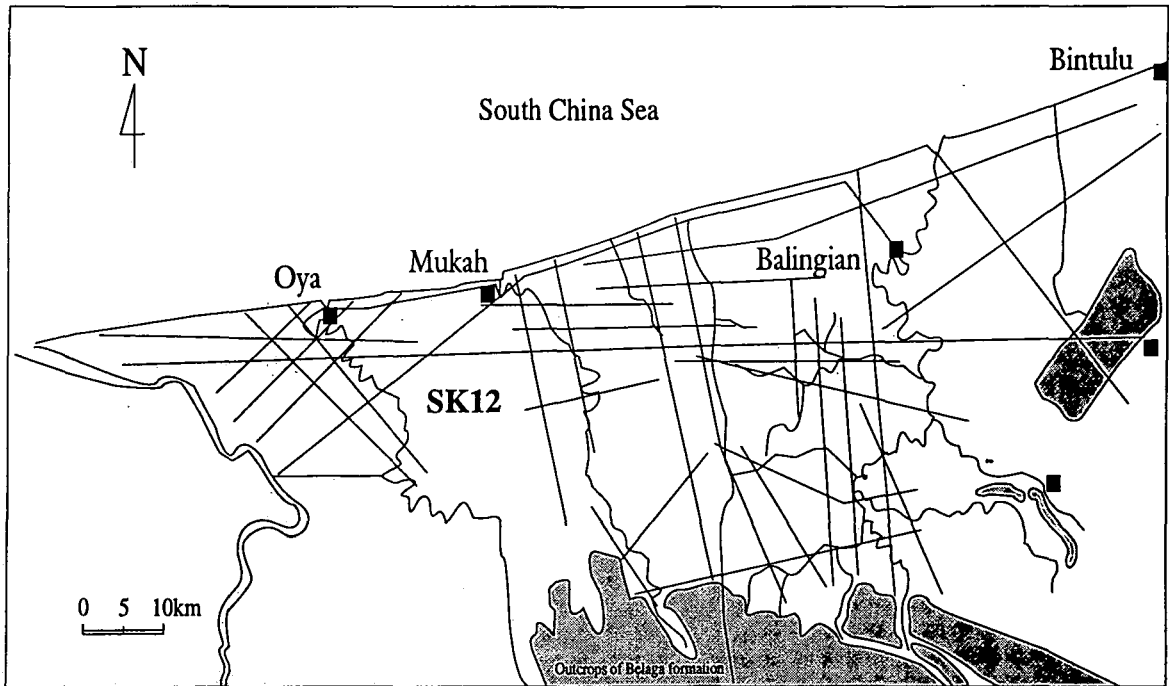 Bintulu
N
South China Sea
Balingian
Mukah
Oya
SK12
0 5 10km
Outcrops of Belaga formation